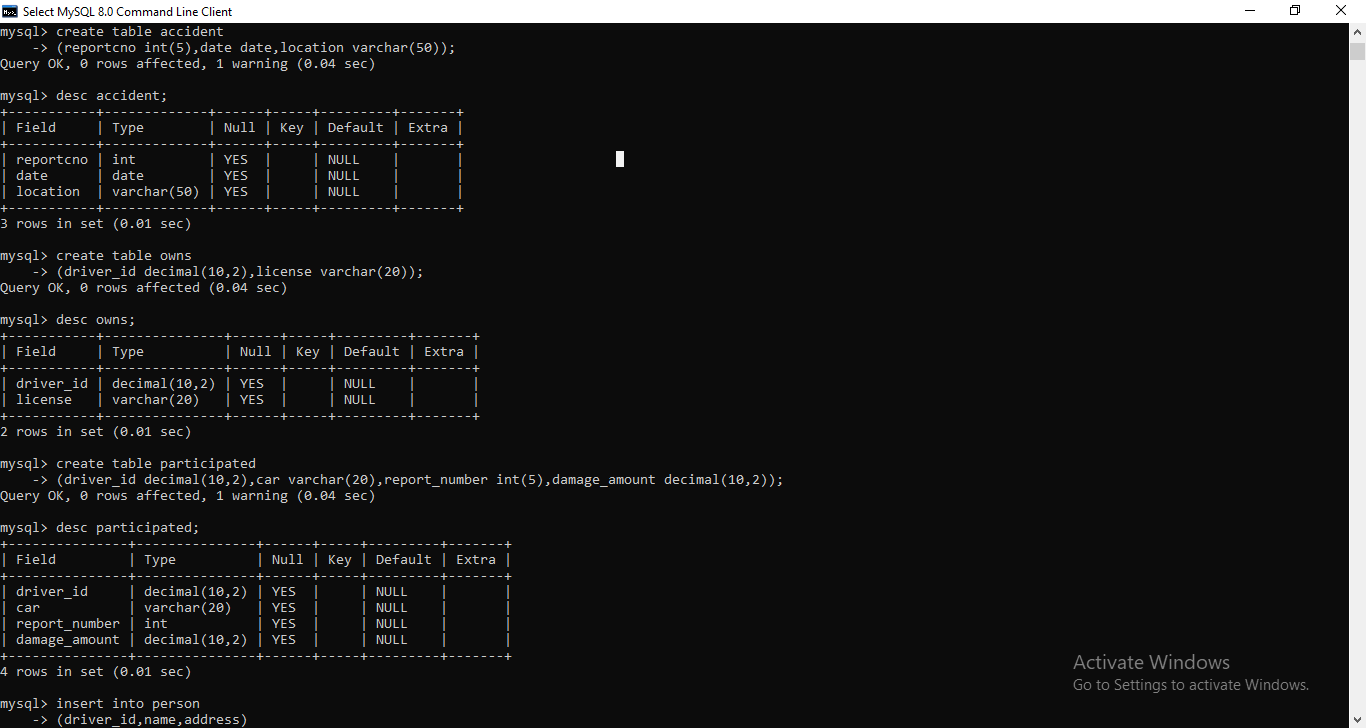 Select MySQL 8.0 Command Line Client
mysql> create table accident
    -> (reportcno int(5),date date,location varchar(50));
Query OK, 0 rows affected, 1 warning (0.04 sec)
mysql> desc accident;
+-----------+-------------+------+-----+---------+-------+
| Field     | Type        | Null | Key | Default | Extra |
+-----------+-------------+------+-----+---------+-------+
| reportcno | int         | YES  |     | NULL    |       |
| date      | date        | YES  |     | NULL    |       |
| location  | varchar(50) | YES  |     | NULL    |       |
+-----------+-------------+------+-----+---------+-------+
3 rows in set (0.01 sec)
mysql> create table owns
    -> (driver_id decimal(10,2),license varchar(20));
Query OK, 0 rows affected (0.04 sec)
mysql> desc owns;
+-----------+---------------+------+-----+---------+-------+
| Field     | Type          | Null | Key | Default | Extra |
+-----------+---------------+------+-----+---------+-------+
| driver_id | decimal(10,2) | YES  |     | NULL    |       |
| license   | varchar(20)   | YES  |     | NULL    |       |
+-----------+---------------+------+-----+---------+-------+
2 rows in set (0.01 sec)
mysql> create table participated
    -> (driver_id decimal(10,2),car varchar(20),report_number int(5),damage_amount decimal(10,2));
Query OK, 0 rows affected, 1 warning (0.04 sec)
mysql> desc participated;
+---------------+---------------+------+-----+---------+-------+
| Field         | Type          | Null | Key | Default | Extra |
+---------------+---------------+------+-----+---------+-------+
| driver_id     | decimal(10,2) | YES  |     | NULL    |       |
| car           | varchar(20)   | YES  |     | NULL    |       |
| report_number | int           | YES  |     | NULL    |       |
| damage_amount | decimal(10,2) | YES  |     | NULL    |       |
+---------------+---------------+------+-----+---------+-------+
4 rows in set (0.01 sec)
mysql> insert into person
    -> (driver_id,name,address)
Activate Windows
Go to Settings to activate Windows.